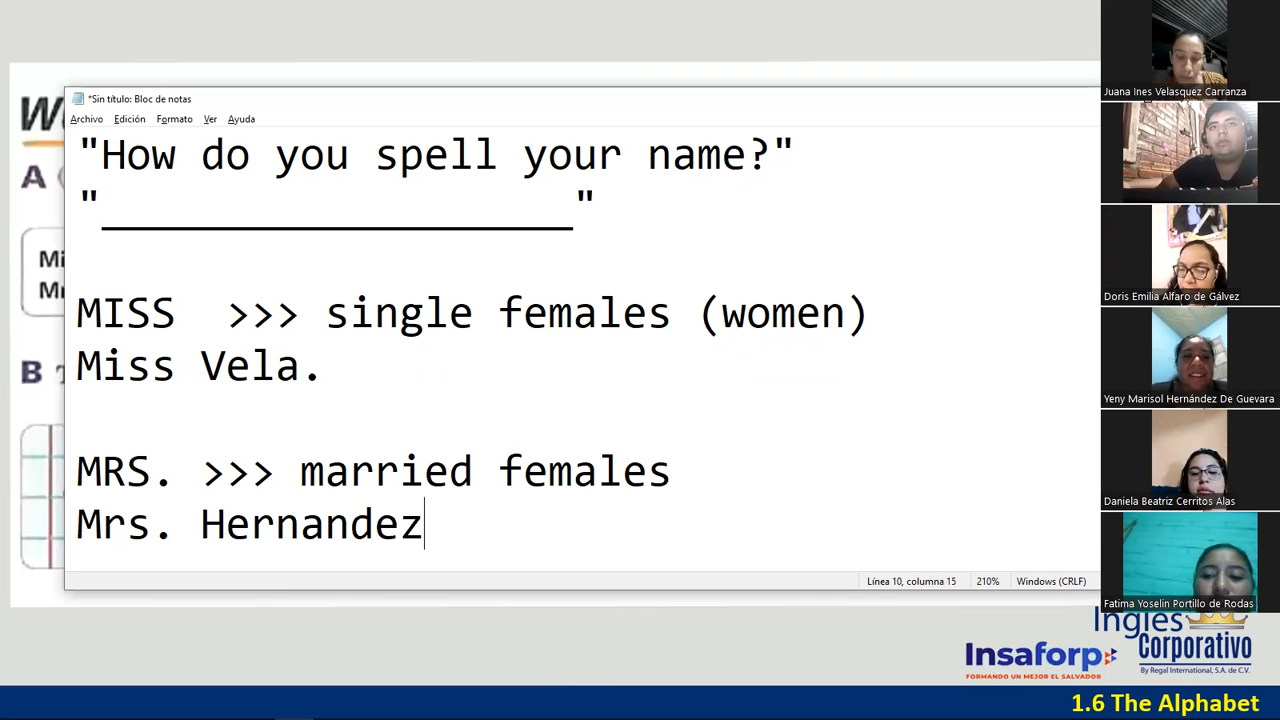 *Sin título: Bloc de notas
Archivo Edición Formato Ver Ayuda
"How do you spell your name?"
"___________________"
MISS >>> single females (women)
Miss Vela.
MRS. >>> married females
Mrs. Hernandez
Línea 10, columna 15 210% Windows (CRLF)
A
B
Juana Ines Velasquez Carranza
Doris Emilia Alfaro de Gálvez
Yeny Marisol Hernández De Guevara
Daniela Beatriz Cerritos Alas
Fatima Yoselin Portillo de Rodas
Insaforp
FORMANDO UN MEJOR EL SALVADOR
Inglés
Corporativo
By Regal International, S.A. de C.V.
1.6 The Alphabet